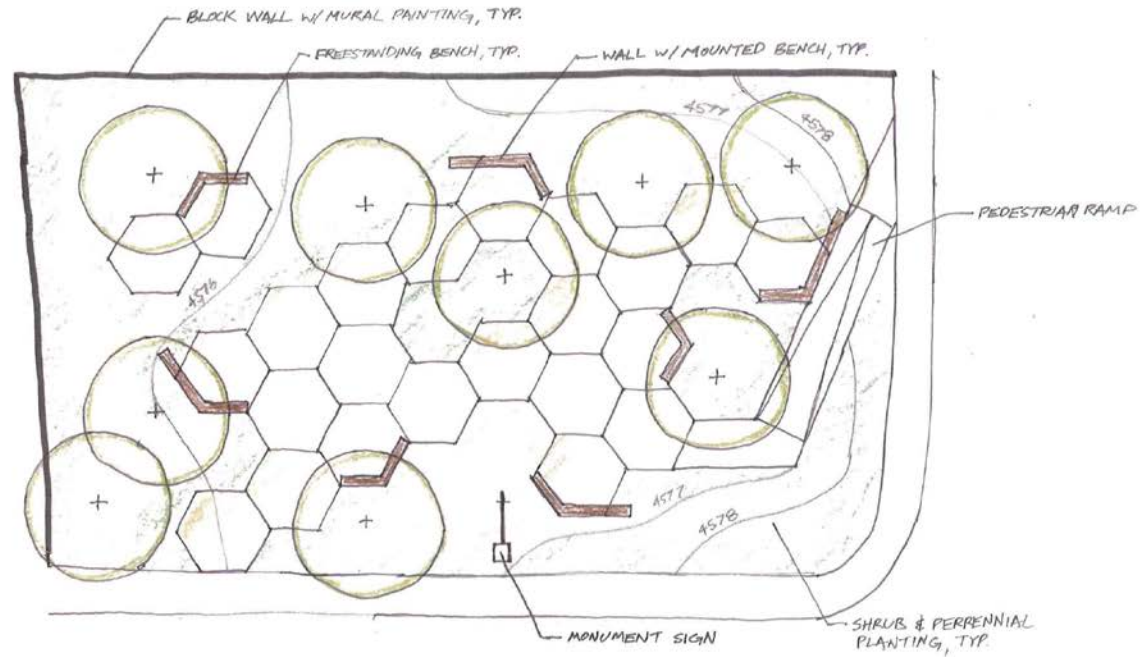 BLOCK WALL W/ MURAL PAINTING, TYP.
FREESTANDING BENCH, TYP.
WALL W/ MOUNTED BENCH, TYP.
4577
4578
PEDESTRIAN RAMP
4576
4577
4578
MONUMENT SIGN
SHRUB & PERRENNIAL
PLANTING, TYP.